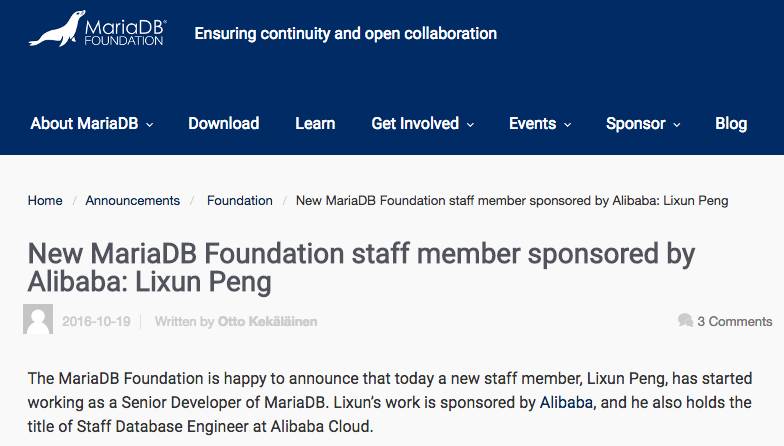 MariaDB®
FOUNDATION
Ensuring continuity and open collaboration
About MariaDB
Download
Learn
Get Involved
Events
Sponsor
Blog
Home / Announcements / Foundation / New MariaDB Foundation staff member sponsored by Alibaba: Lixun Peng
New MariaDB Foundation staff member sponsored by
Alibaba: Lixun Peng
2016-10-19 Written by Otto Kekäläinen
3 Comments
The MariaDB Foundation is happy to announce that today a new staff member, Lixun Peng, has started
working as a Senior Developer of MariaDB. Lixun’s work is sponsored by Alibaba, and he also holds the
title of Staff Database Engineer at Alibaba Cloud.